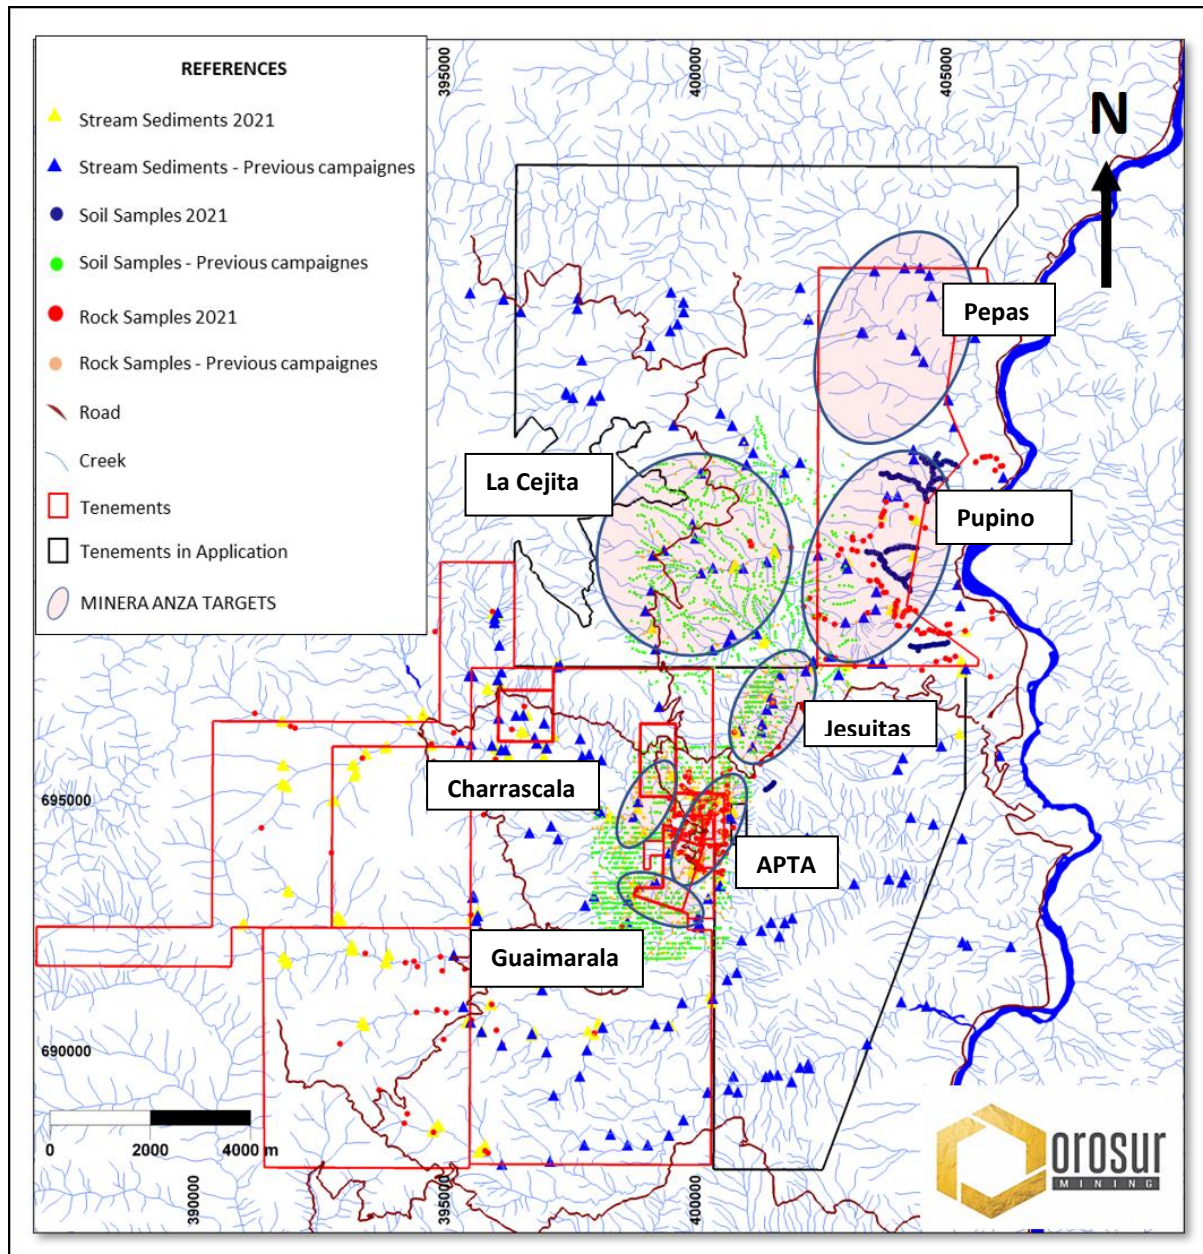 395000
400000
405000
REFERENCES
Stream Sediments 2021
Stream Sediments - Previous campaignes
Soil Samples 2021
Soil Samples - Previous campaignes
Rock Samples 2021
Rock Samples - Previous campaignes
Road
Creek
Tenements
Tenements in Application
MINERA ANZA TARGETS
N
Pepas
La Cejita
Pupino
Jesuitas
Charrascala
695000
APTA
Guaimarala
690000
0 2000 4000 m
390000
395000
400000
orosur
MINING